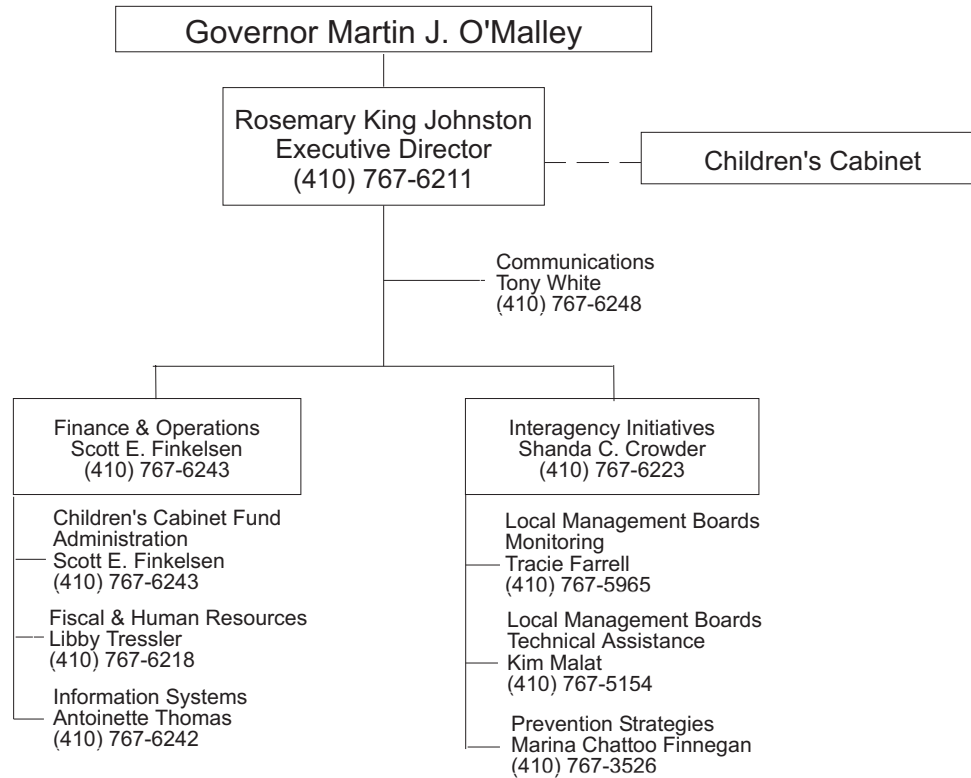 Governor Martin J. O'Malley
Rosemary King Johnston
Executive Director
(410) 767-6211
Children's Cabinet
Communications
Tony White
(410) 767-6248
Finance & Operations
Scott E. Finkelsen
(410) 767-6243
Children's Cabinet Fund
Administration
Scott E. Finkelsen
(410) 767-6243
Fiscal & Human Resources
Libby Tressler
(410) 767-6218
Information Systems
Antoinette Thomas
(410) 767-6242
Interagency Initiatives
Shanda C. Crowder
(410) 767-6223
Local Management Boards
Monitoring
Tracie Farrell
(410) 767-5965
Local Management Boards
Technical Assistance
Kim Malat
(410) 767-5154
Prevention Strategies
Marina Chattoo Finnegan
(410) 767-3526